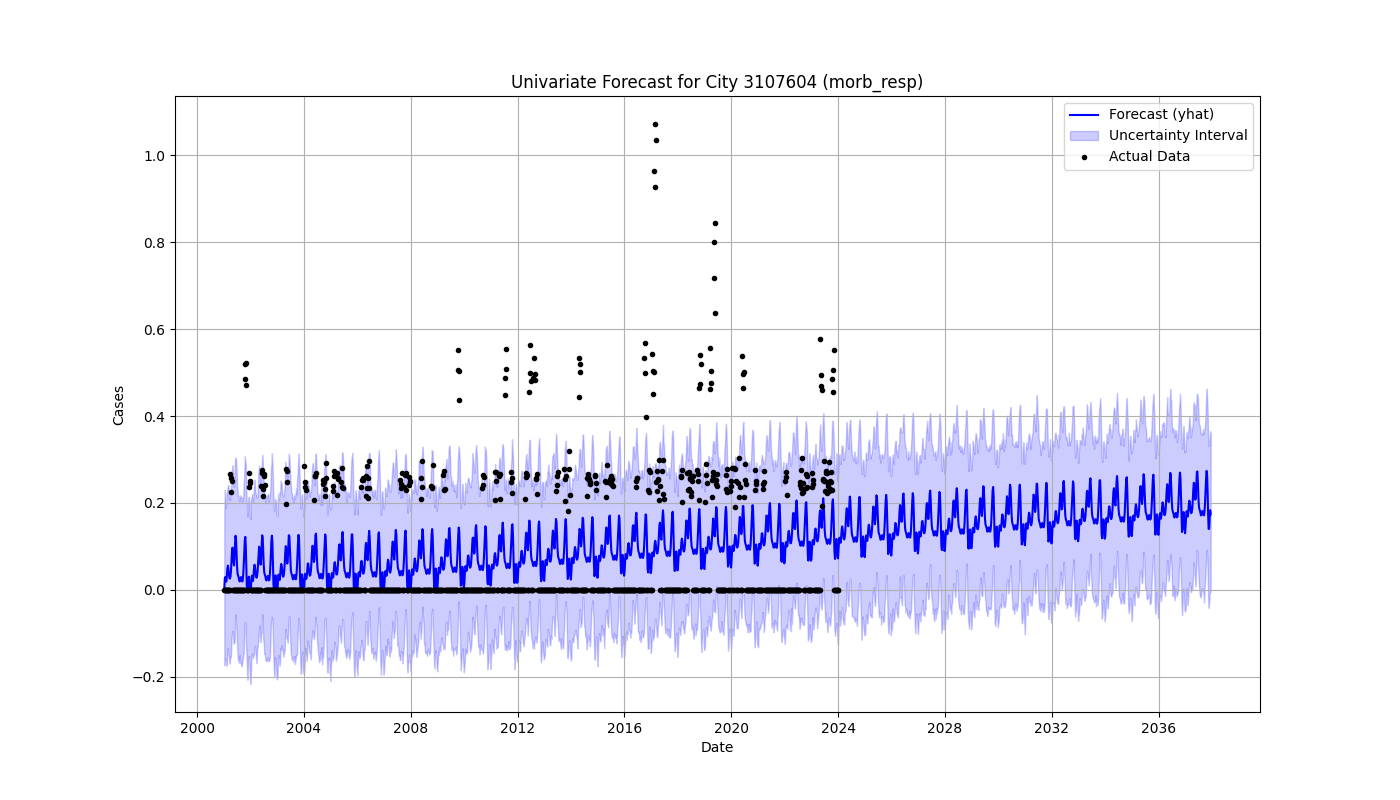 Univariate Forecast for City 3107604 (morb_resp)
Forecast (yhat)
Uncertainty Interval
Actual Data
Cases
1.0
0.8
0.6
0.4
0.2
0.0
−0.2
2000 2004 2008 2012 2016 2020 2024 2028 2032 2036
Date